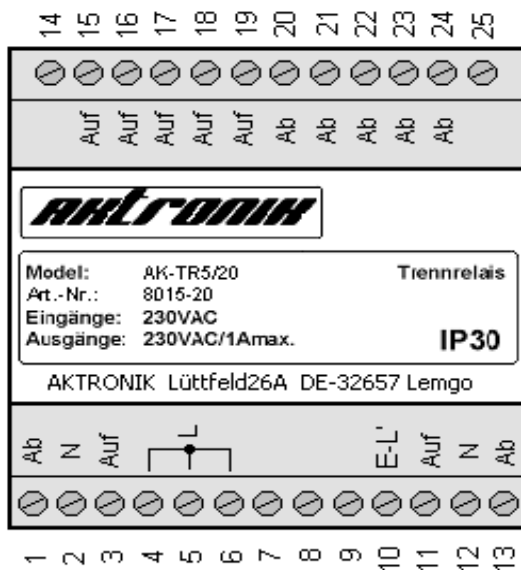 14 15 16 17 18 19 20 21 22 23 24 25
Auf Auf Auf Auf Auf Ab Ab Ab Ab Ab
AKtronik
Model: AK-TR5/20 Trennrelais
Art.-Nr.: 8015-20
Eingänge: 230VAC
Ausgänge: 230VAC/1Amax. IP30
AKTRONIK Lüttfeld26A DE-32657 Lemgo
Ab N Auf L E-L' Auf N Ab
1 2 3 4 5 6 7 8 9 10 11 12 13